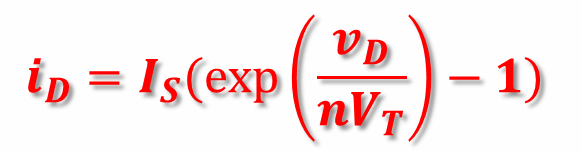 i_D = I_S(exp(v_D/nV_T) − 1)